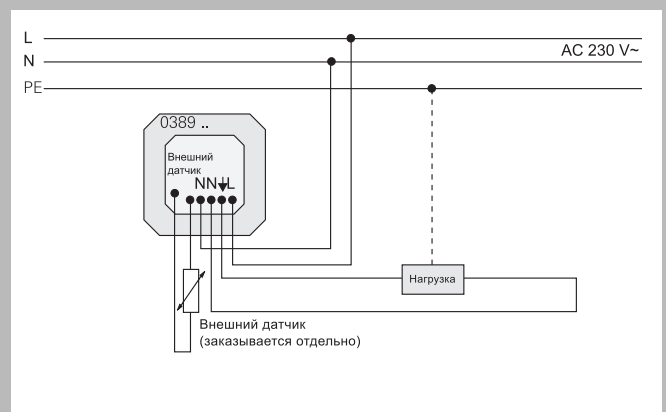 L
N
AC 230 V~
PE
0389 ..
Внешний
датчик
NN L
Нагрузка
Внешний датчик
(заказывается отдельно)